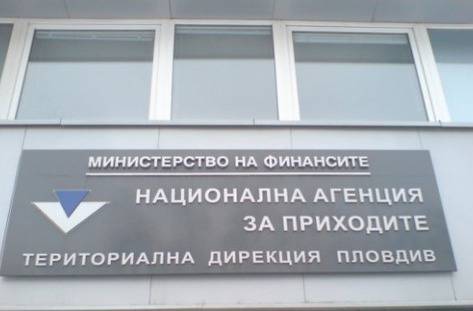 МИНИСТЕРСТВО НА ФИНАНСИТЕ
НАЦИОНАЛНА АГЕНЦИЯ
ЗА ПРИХОДИТЕ
ТЕРИТОРИАЛНА ДИРЕКЦИЯ ПЛОВДИВ